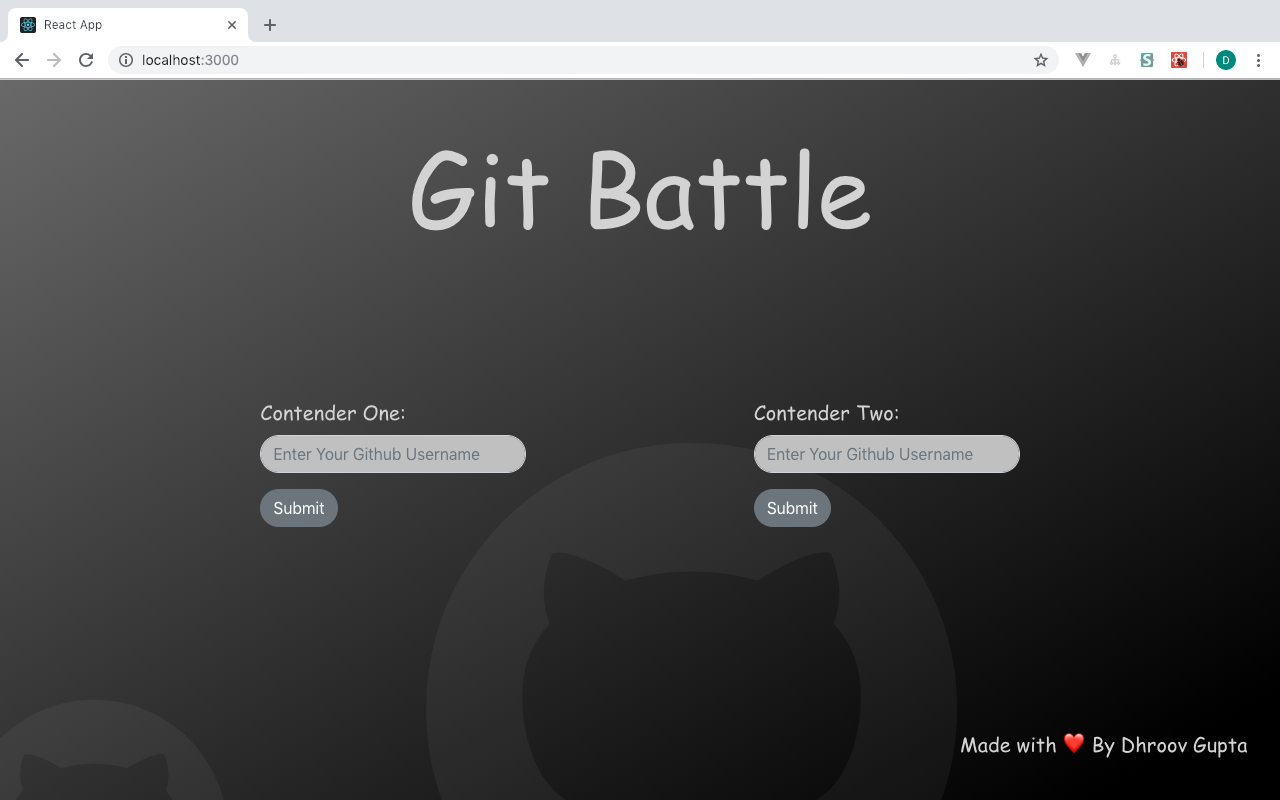 React App
localhost:3000
D
Git Battle
Contender One:
Contender Two:
Enter Your Github Username
Enter Your Github Username
Submit
Submit
Made with ❤️ By Dhroov Gupta